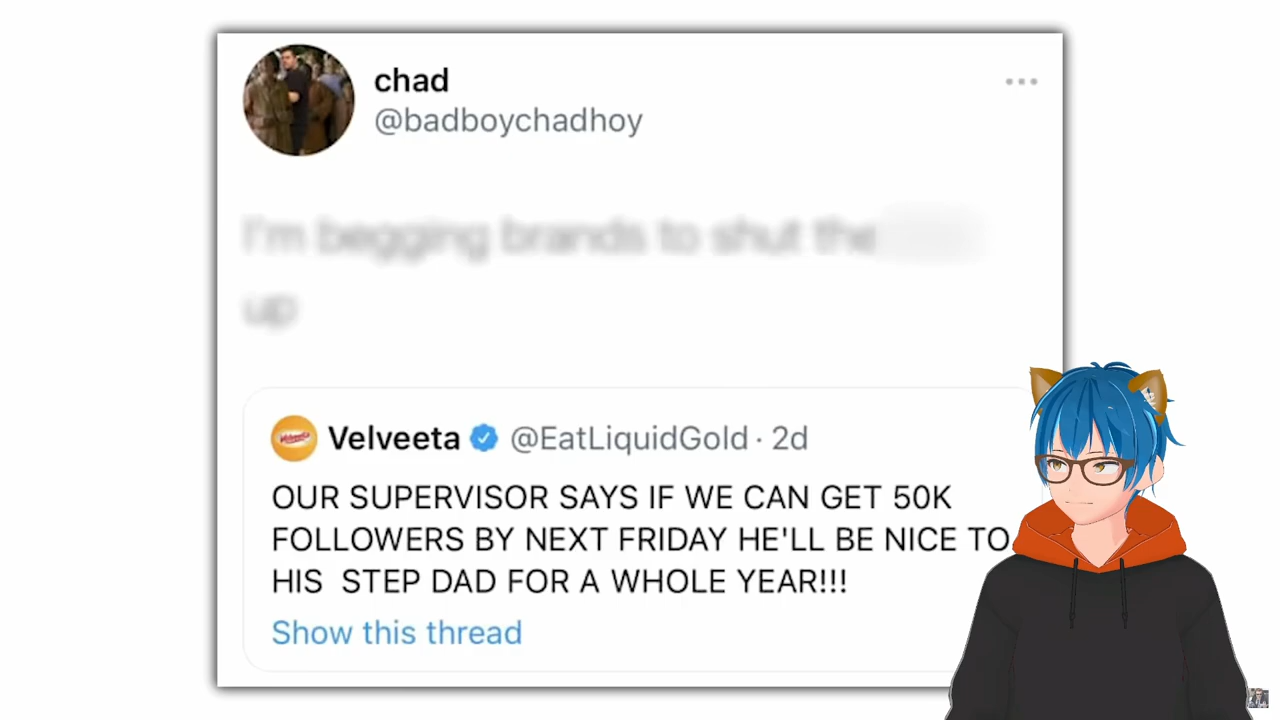 chad
@badboychadhoy
I'm begging brands to shut the
up
Velveeta @EatLiquidGold · 2d
OUR SUPERVISOR SAYS IF WE CAN GET 50K
FOLLOWERS BY NEXT FRIDAY HE'LL BE NICE TO
HIS STEP DAD FOR A WHOLE YEAR!!!
Show this thread